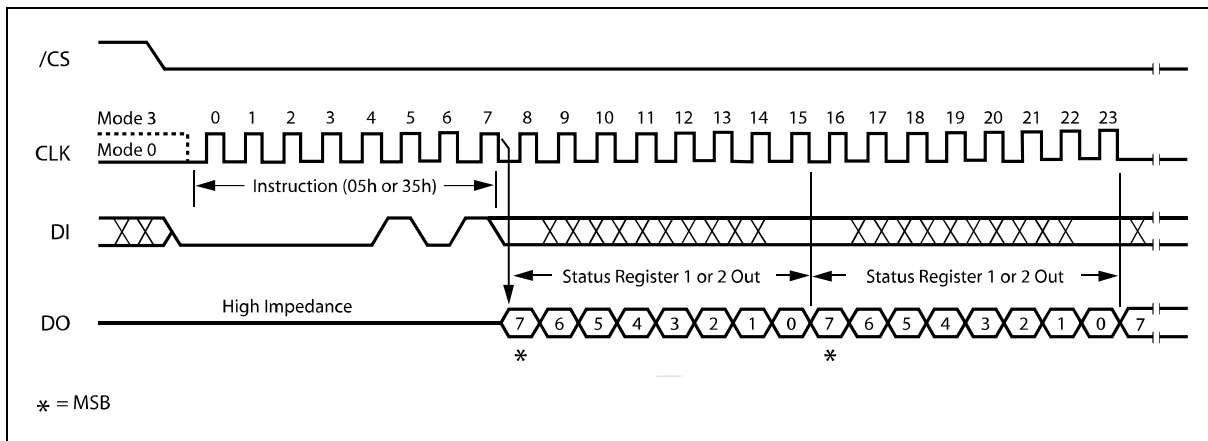 /CS
Mode 3
0 1 2 3 4 5 6 7 8 9 10 11 12 13 14 15 16 17 18 19 20 21 22 23
CLK
Mode 0
Instruction (05h or 35h)
DI
Status Register 1 or 2 Out
Status Register 1 or 2 Out
High Impedance
DO
7 6 5 4 3 2 1 0 7 6 5 4 3 2 1 0 7
* *
* = MSB